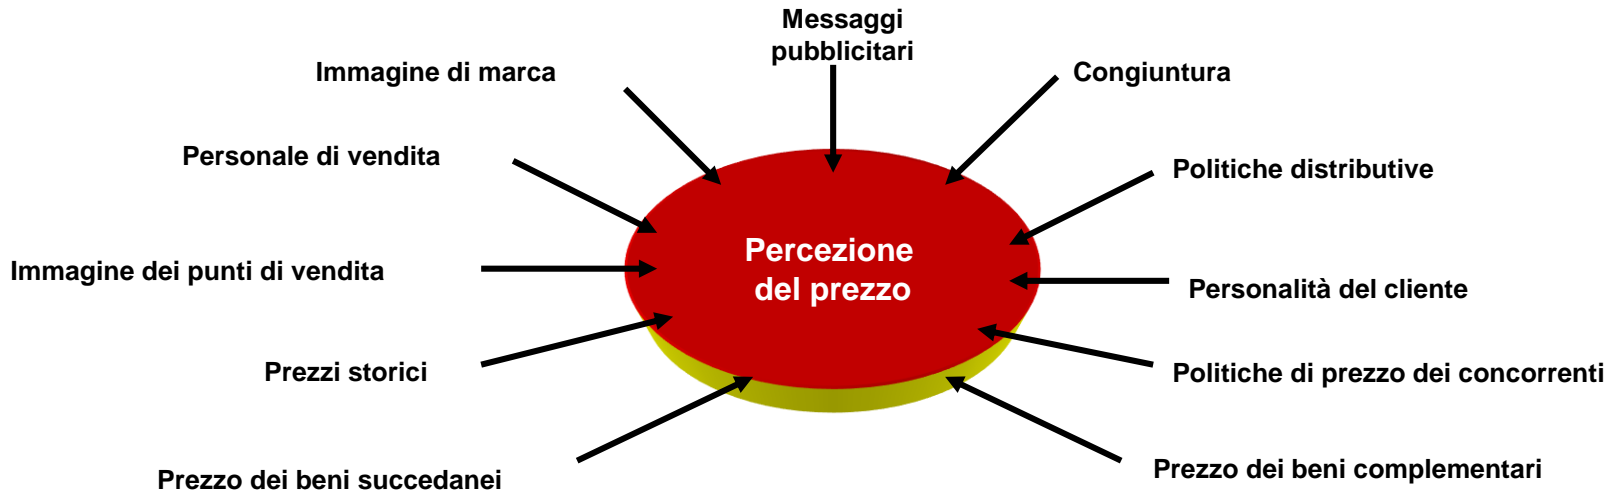 Messaggi
pubblicitari
Immagine di marca
Congiuntura
Personale di vendita
Politiche distributive
Percezione
del prezzo
Immagine dei punti di vendita
Personalità del cliente
Prezzi storici
Politiche di prezzo dei concorrenti
Prezzo dei beni succedanei
Prezzo dei beni complementari